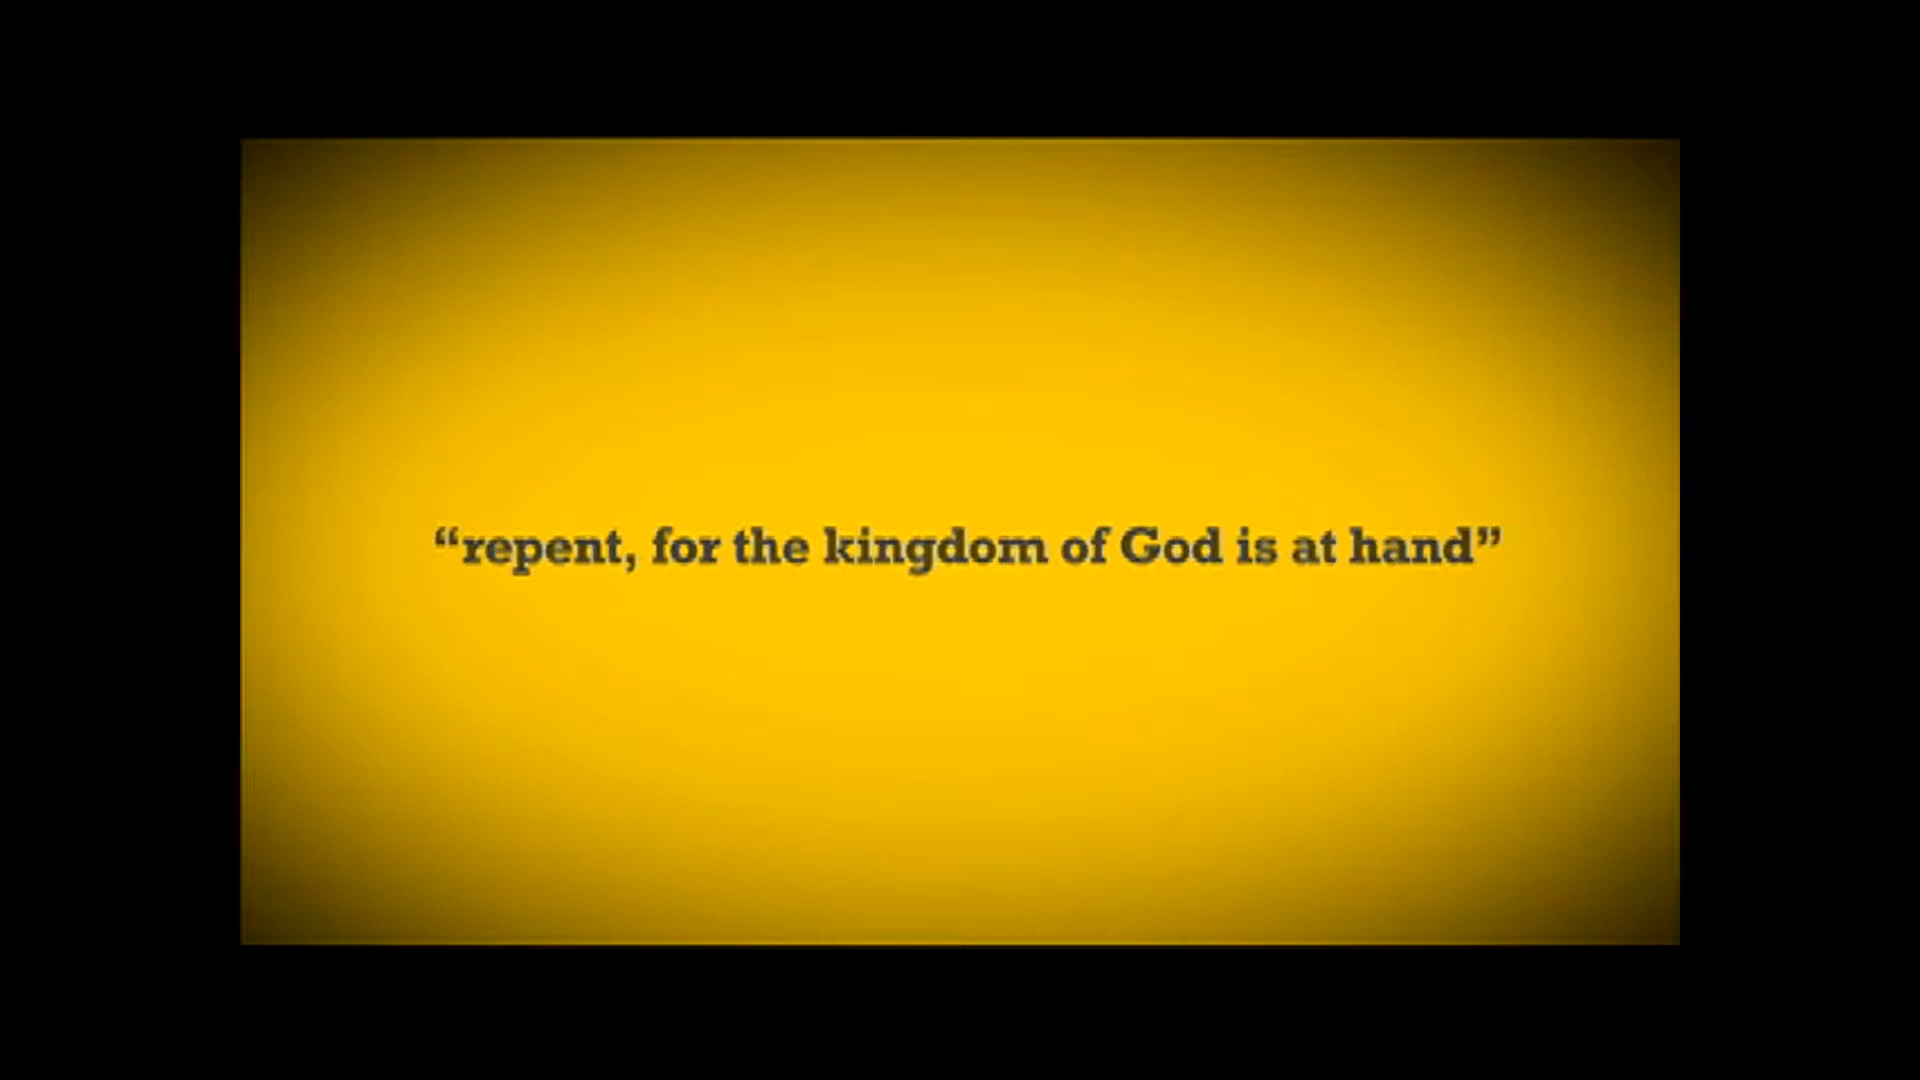 “repent, for the kingdom of God is at hand”